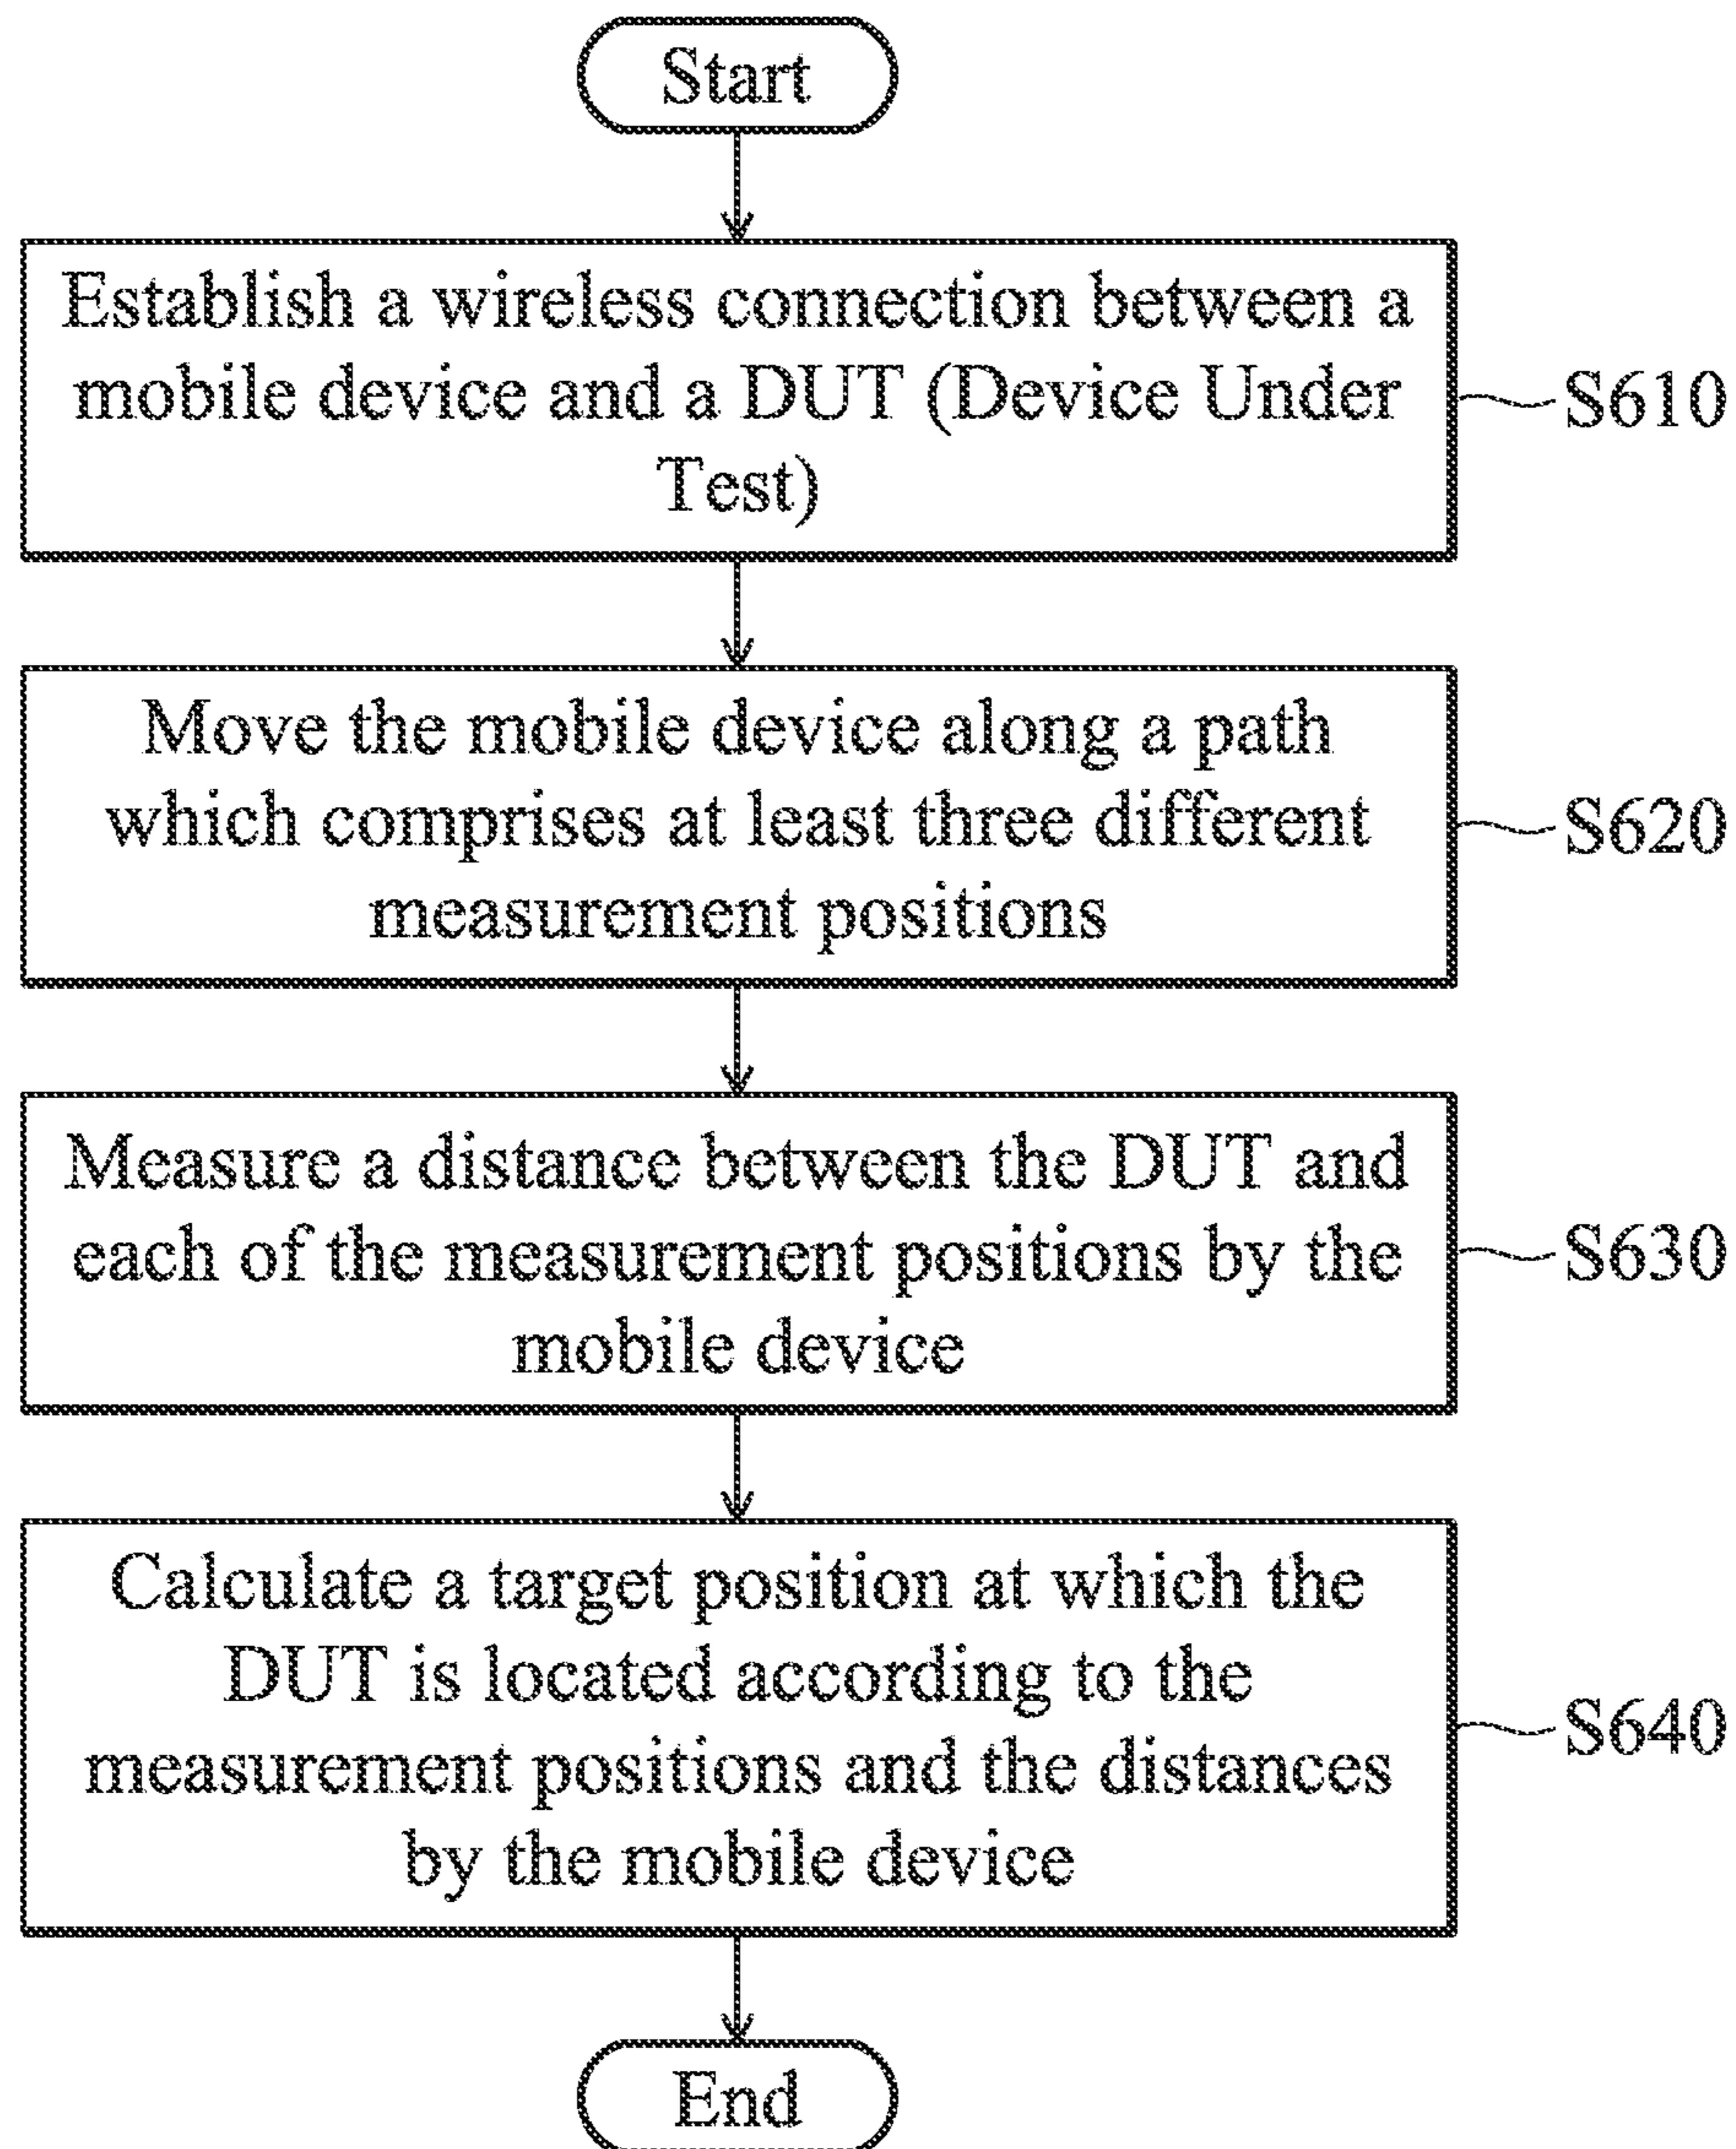 Start
Establish a wireless connection between a
mobile device and a DUT (Device Under
Test)
S610
Move the mobile device along a path
which comprises at least three different
measurement positions
S620
Measure a distance between the DUT and
each of the measurement positions by the
mobile device
S630
Calculate a target position at which the
DUT is located according to the
measurement positions and the distances
by the mobile device
S640
End